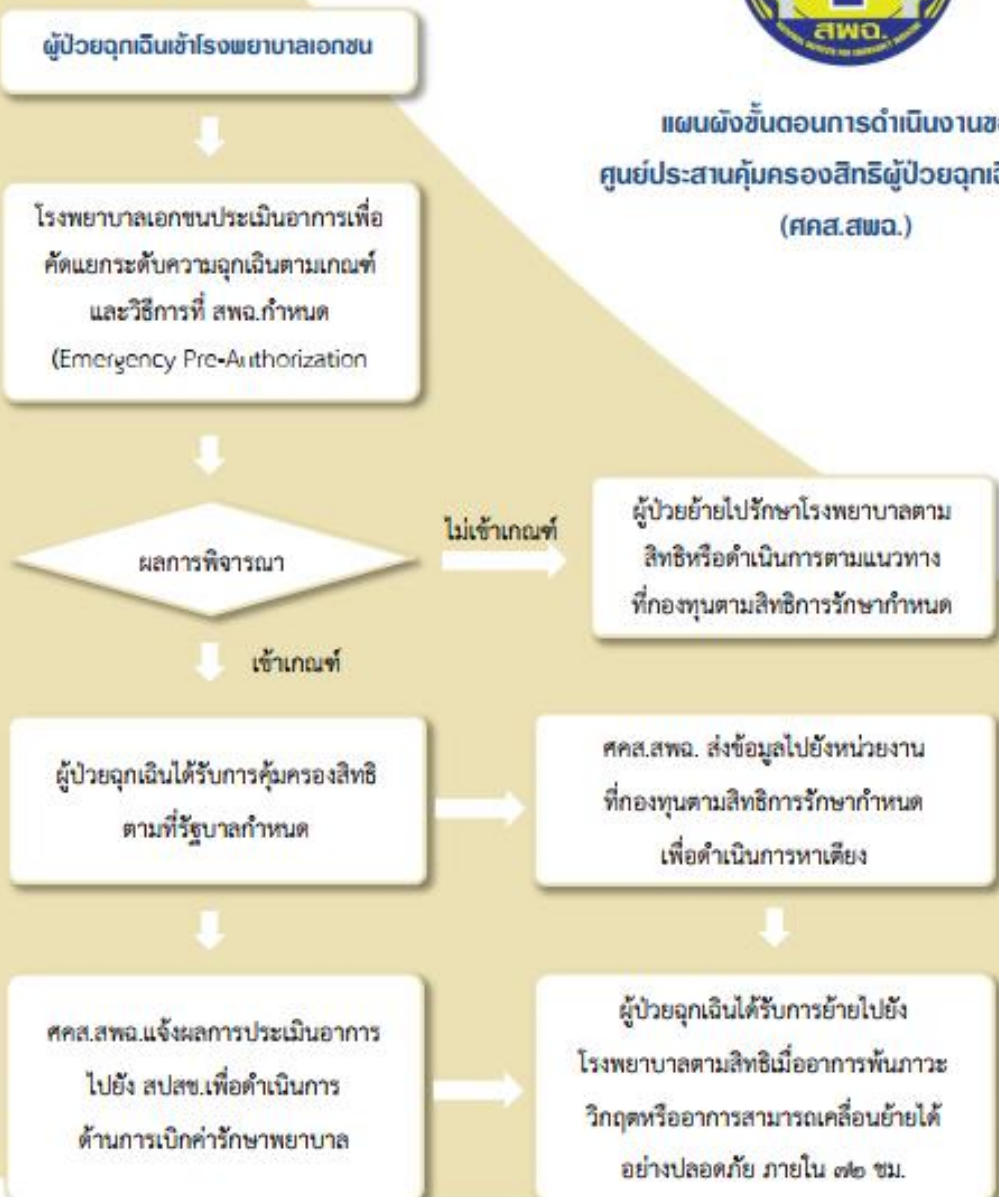 ผู้ป่วยฉุกเฉินเข้าโรงพยาบาลเอกชน
สพฉ.
แผนผังขั้นตอนการดำเนินงานขอ
ศูนย์ประสานคุ้มครองสิทธิผู้ป่วยฉุกเฉิ
(ศคส.สพฉ.)
โรงพยาบาลเอกชนประเมินอาการเพื่อ
คัดแยกระดับความฉุกเฉินตามเกณฑ์
และวิธีการที่ สพฉ.กำหนด
(Emergency Pre-Authorization
ผลการพิจารณา
ไม่เข้าเกณฑ์
ผู้ป่วยย้ายไปรักษาโรงพยาบาลตาม
สิทธิหรือดำเนินการตามแนวทาง
ที่กองทุนตามสิทธิการรักษากำหนด
เข้าเกณฑ์
ผู้ป่วยฉุกเฉินได้รับการคุ้มครองสิทธิ
ตามที่รัฐบาลกำหนด
ศคส.สพฉ. ส่งข้อมูลไปยังหน่วยงาน
ที่กองทุนตามสิทธิการรักษากำหนด
เพื่อดำเนินการหาเตียง
ศคส.สพฉ.แจ้งผลการประเมินอาการ
ไปยัง สปสช.เพื่อดำเนินการ
ด้านการเบิกค่ารักษาพยาบาล
ผู้ป่วยฉุกเฉินได้รับการย้ายไปยัง
โรงพยาบาลตามสิทธิเมื่ออาการพ้นภาวะ
วิกฤตหรืออาการสามารถเคลื่อนย้ายได้
อย่างปลอดภัย ภายใน ๗๒ ชม.